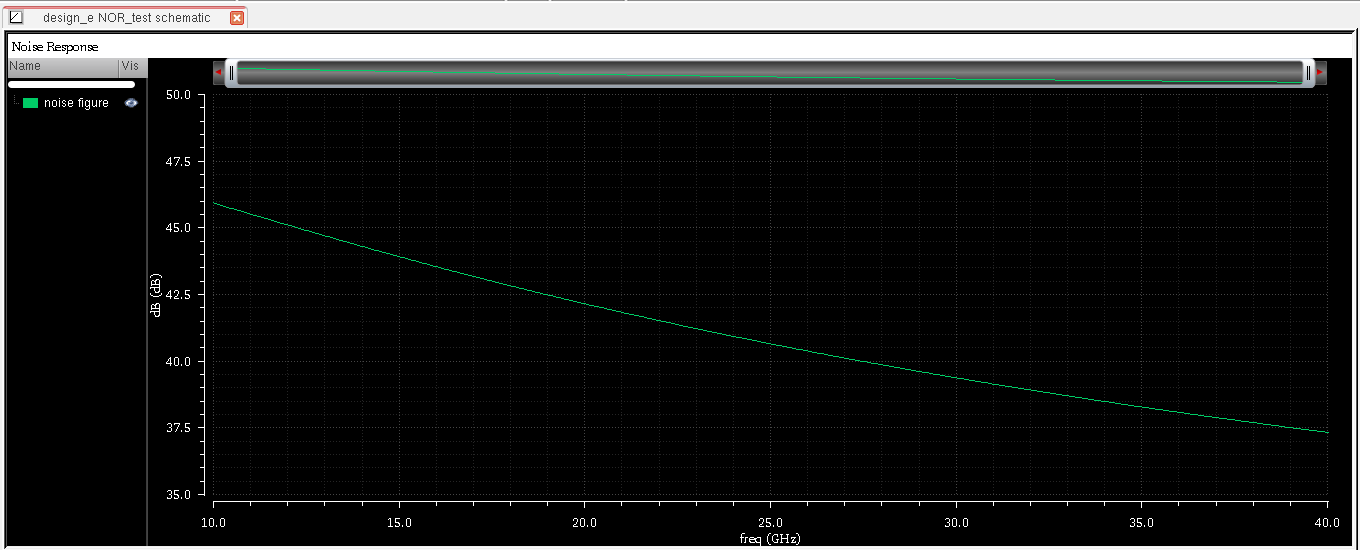 design_e NOR_test schematic
Noise Response
Name Vis
noise figure
50.0
47.5
45.0
42.5
40.0
37.5
35.0
dB (dB)
10.0 15.0 20.0 25.0 30.0 35.0 40.0
freq (GHz)